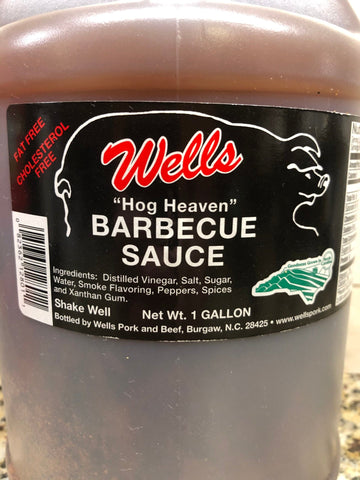 FAT FREE
CHOLESTEROL
FREE
Wells
"Hog Heaven"
BARBECUE
SAUCE
Ingredients: Distilled Vinegar, Salt, Sugar,
Water, Smoke Flavoring, Peppers, Spices
and Xanthan Gum.
Shake Well
Net Wt. 1 GALLON
Bottled by Wells Pork and Beef, Burgaw, N.C. 28425 • www.wellspork.com